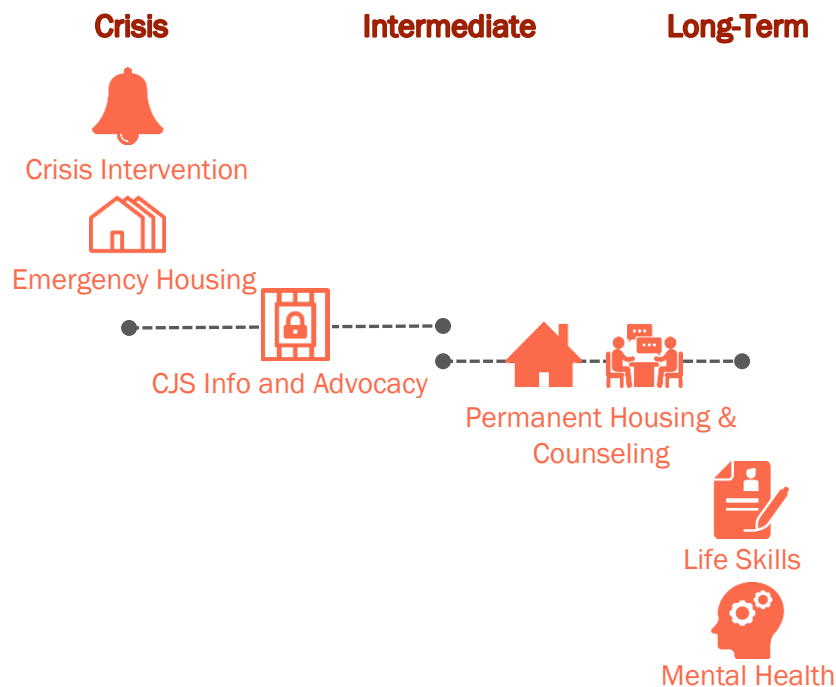 Crisis
Intermediate
Long-Term
Crisis Intervention
Emergency Housing
CJS Info and Advocacy
Permanent Housing &
Counseling
Life Skills
Mental Health